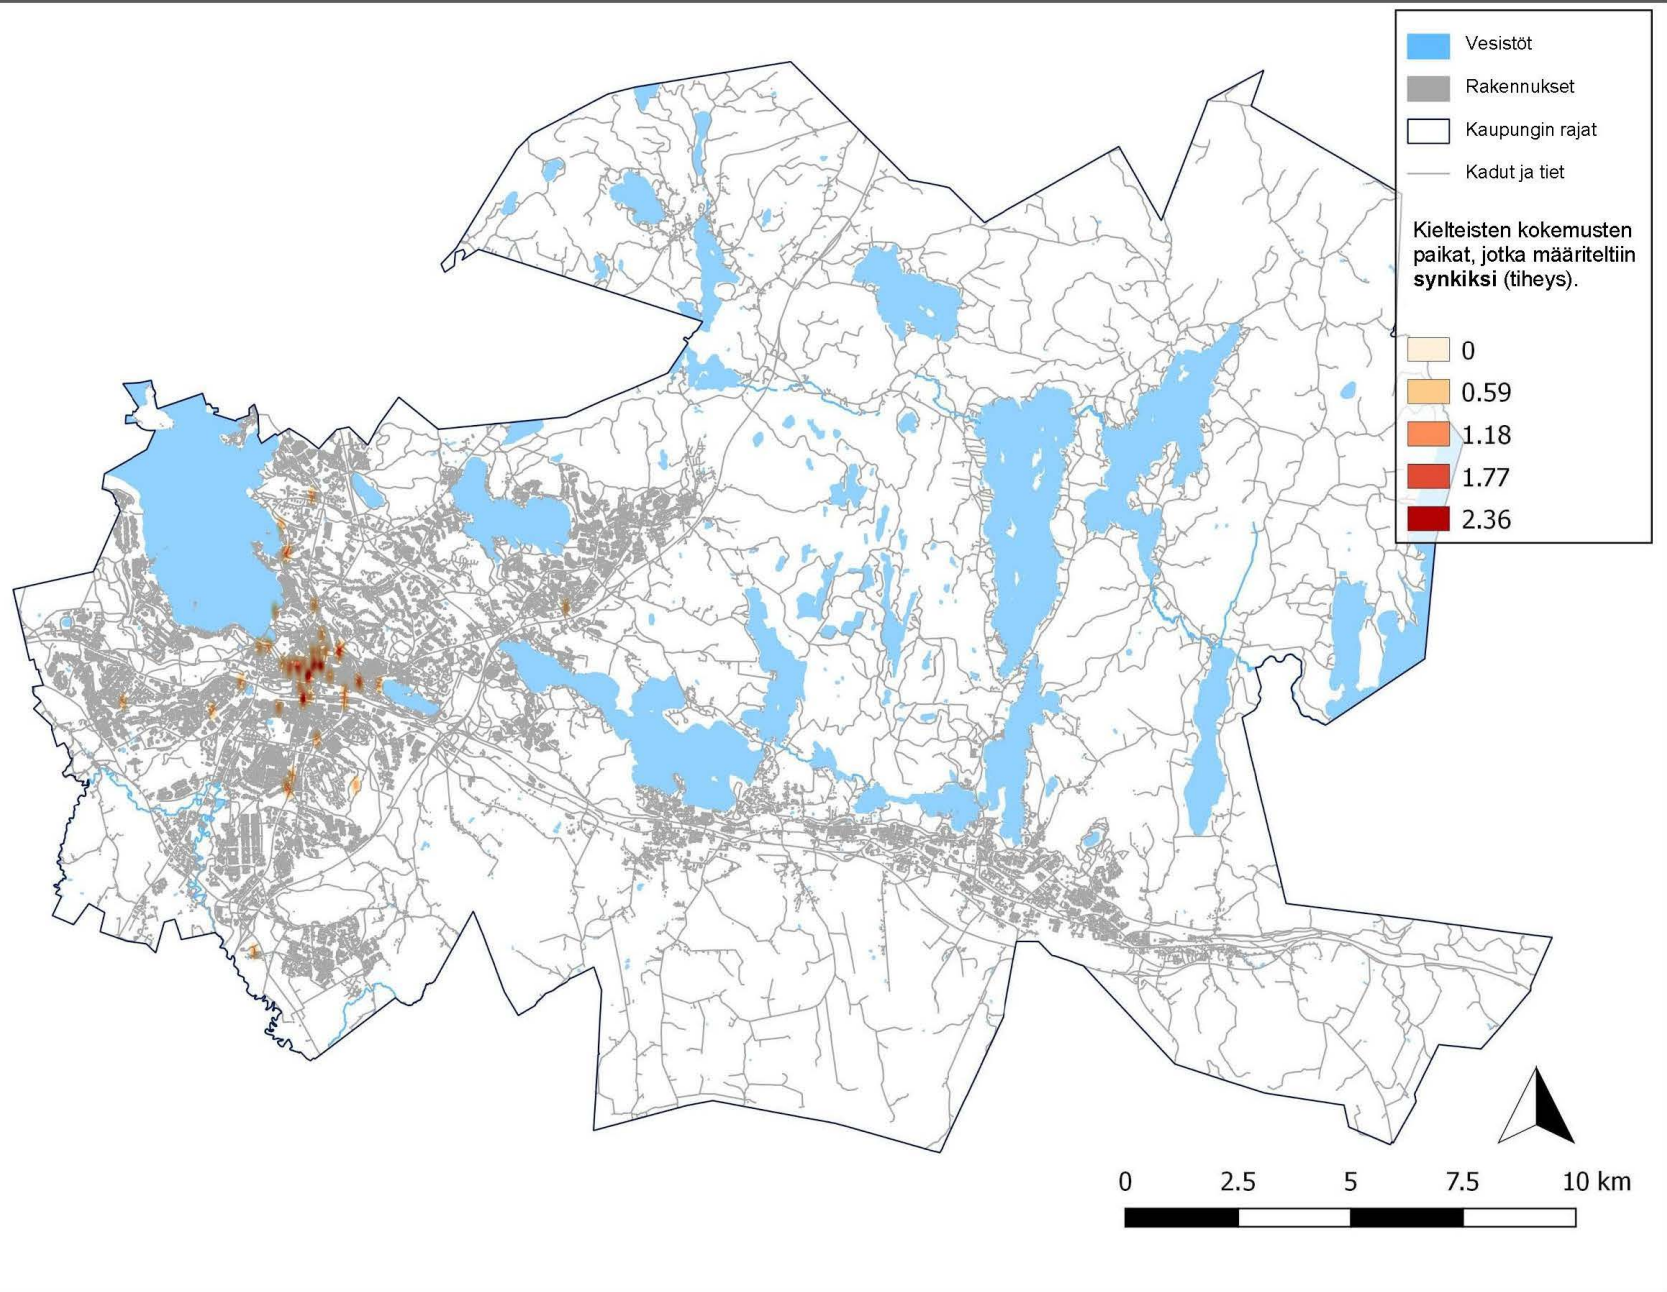 Vesistöt
Rakennukset
Kaupungin rajat
Kadut ja tiet
Kielteisten kokemusten
paikat, jotka määriteltiin
synkiksi (tiheys).
0
0.59
1.18
1.77
2.36
0 2.5 5 7.5 10 km